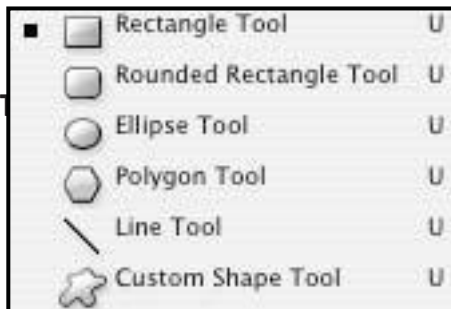 Rectangle Tool U
Rounded Rectangle Tool U
Ellipse Tool U
Polygon Tool U
Line Tool U
Custom Shape Tool U